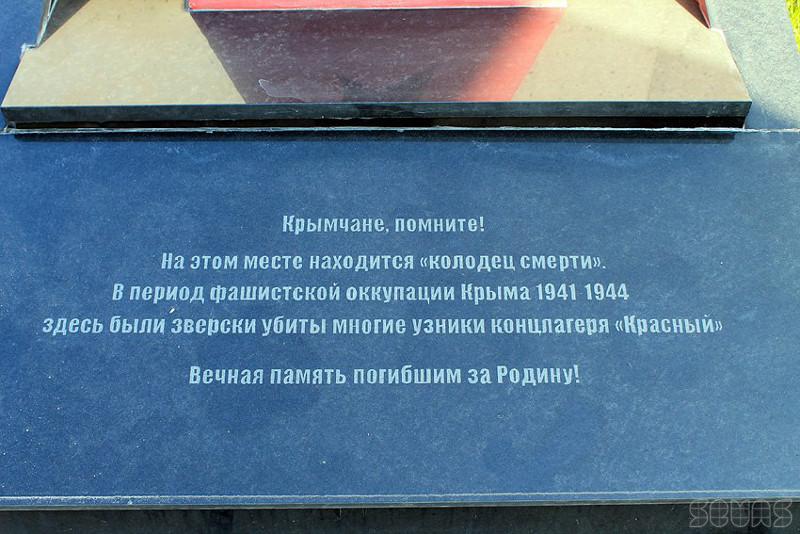 Крымчане, помните!
На этом месте находится «колодец смерти».
В период фашистской оккупации Крыма 1941 1944
здесь были зверски убиты многие узники концлагеря «Красный»
Вечная память погибшим за Родину!
SEVAS